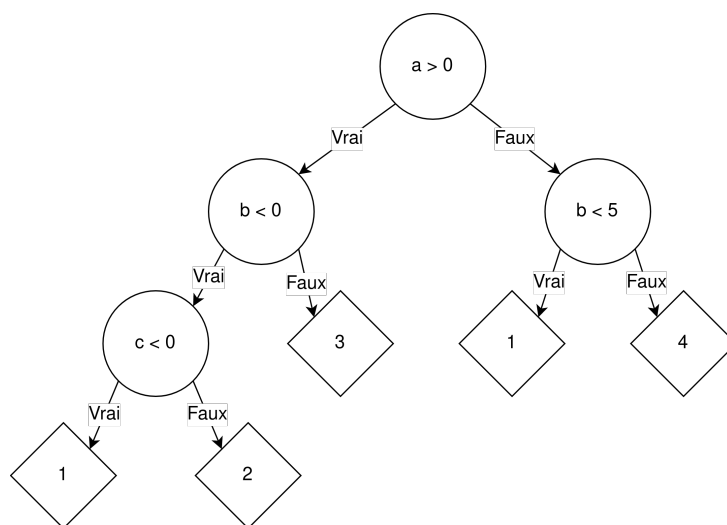 a > 0
Vrai
Faux
b < 0
b < 5
Vrai
Faux
Vrai
Faux
c < 0
3
1
4
Vrai
Faux
1
2